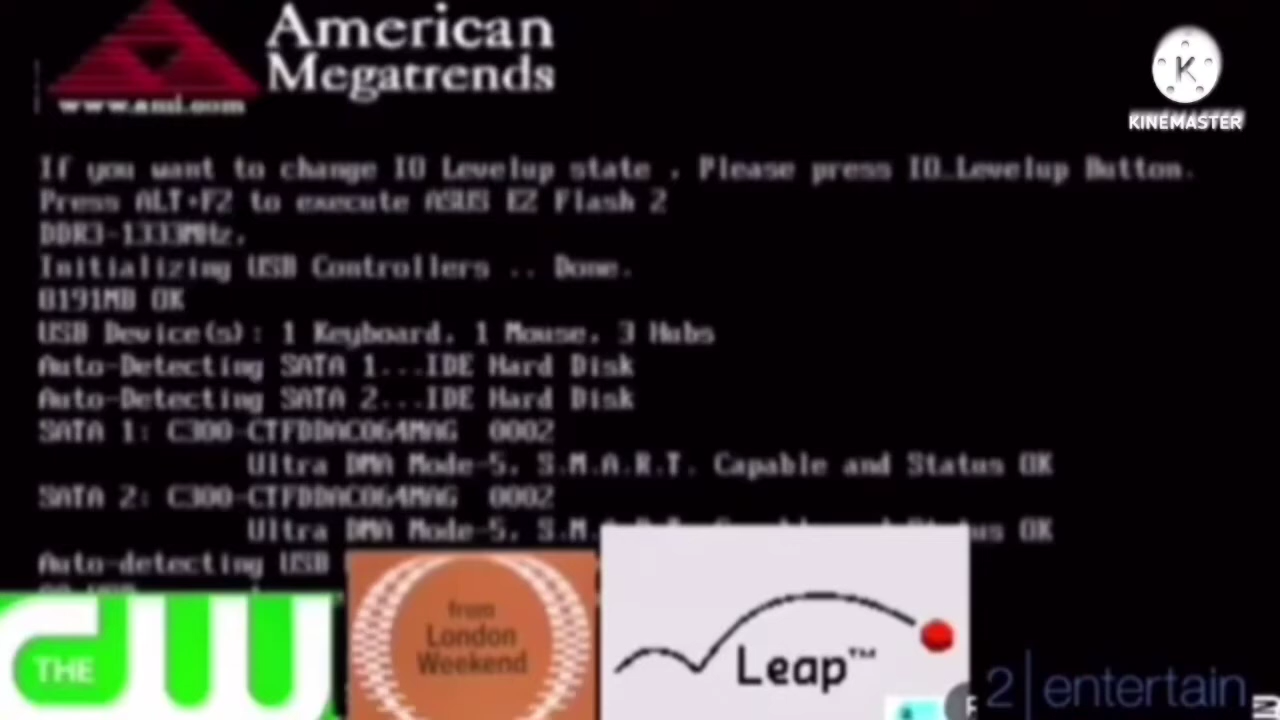 American
Megatrends
www.ami.com
KINEMASTER
If you want to change IO Levelup state , Please press IO_Levelup Button.
Press ALT+F2 to execute ASUS EZ Flash 2
DDR3-1333MHz.
Initializing USB Controllers .. Done.
8191MB OK
USB Device(s): 1 Keyboard, 1 Mouse, 3 Hubs
Auto-Detecting SATA 1...IDE Hard Disk
Auto-Detecting SATA 2...IDE Hard Disk
SATA 1: C300-CTFDDAC064MAG 0002
Ultra DMA Mode-5, S.M.A.R.T. Capable and Status OK
SATA 2: C300-CTFDDAC064MAG 0002
Ultra DMA Mode-5, S.M. Status OK
Auto-detecting USB
THE
from
London
Weekend
Leap™
2 | entertain